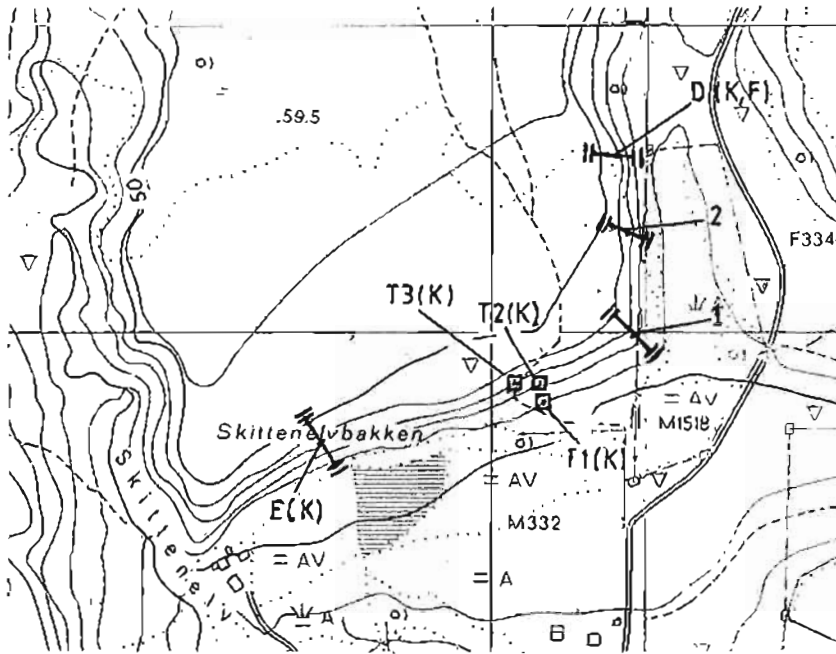 o)
D (K,F)
.59.5
o)
50
2
F334
T3(K)
T2(K)
1
o)
AV
M1518
Skittenelvbakken
o)
F1(K)
AV
E(K)
M332
Skittenelv
AV
A
A
o)